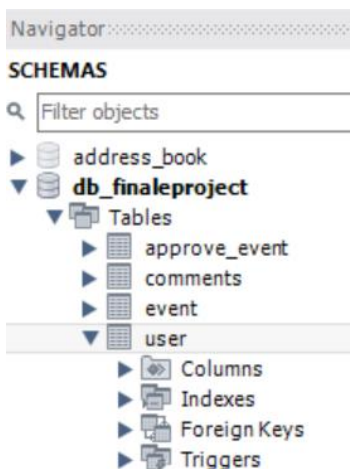 Navigator
SCHEMAS
Filter objects
address_book
db_finaleproject
Tables
approve_event
comments
event
user
Columns
Indexes
Foreign Keys
Triggers